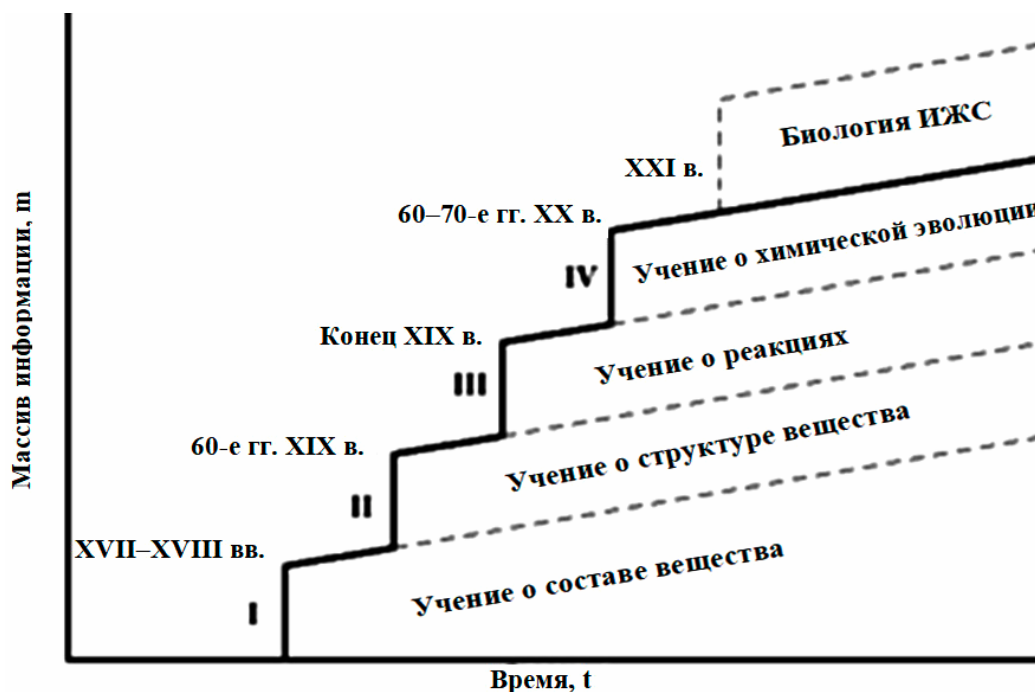 Биология ИЖС
XXI в.
60–70-е гг. XX в.
Учение о химической эволюции
IV
Конец XIX в.
Учение о реакциях
III
60-е гг. XIX в.
Учение о структуре вещества
II
XVII–XVIII вв.
Учение о составе вещества
I
Массив информации, m
Время, t